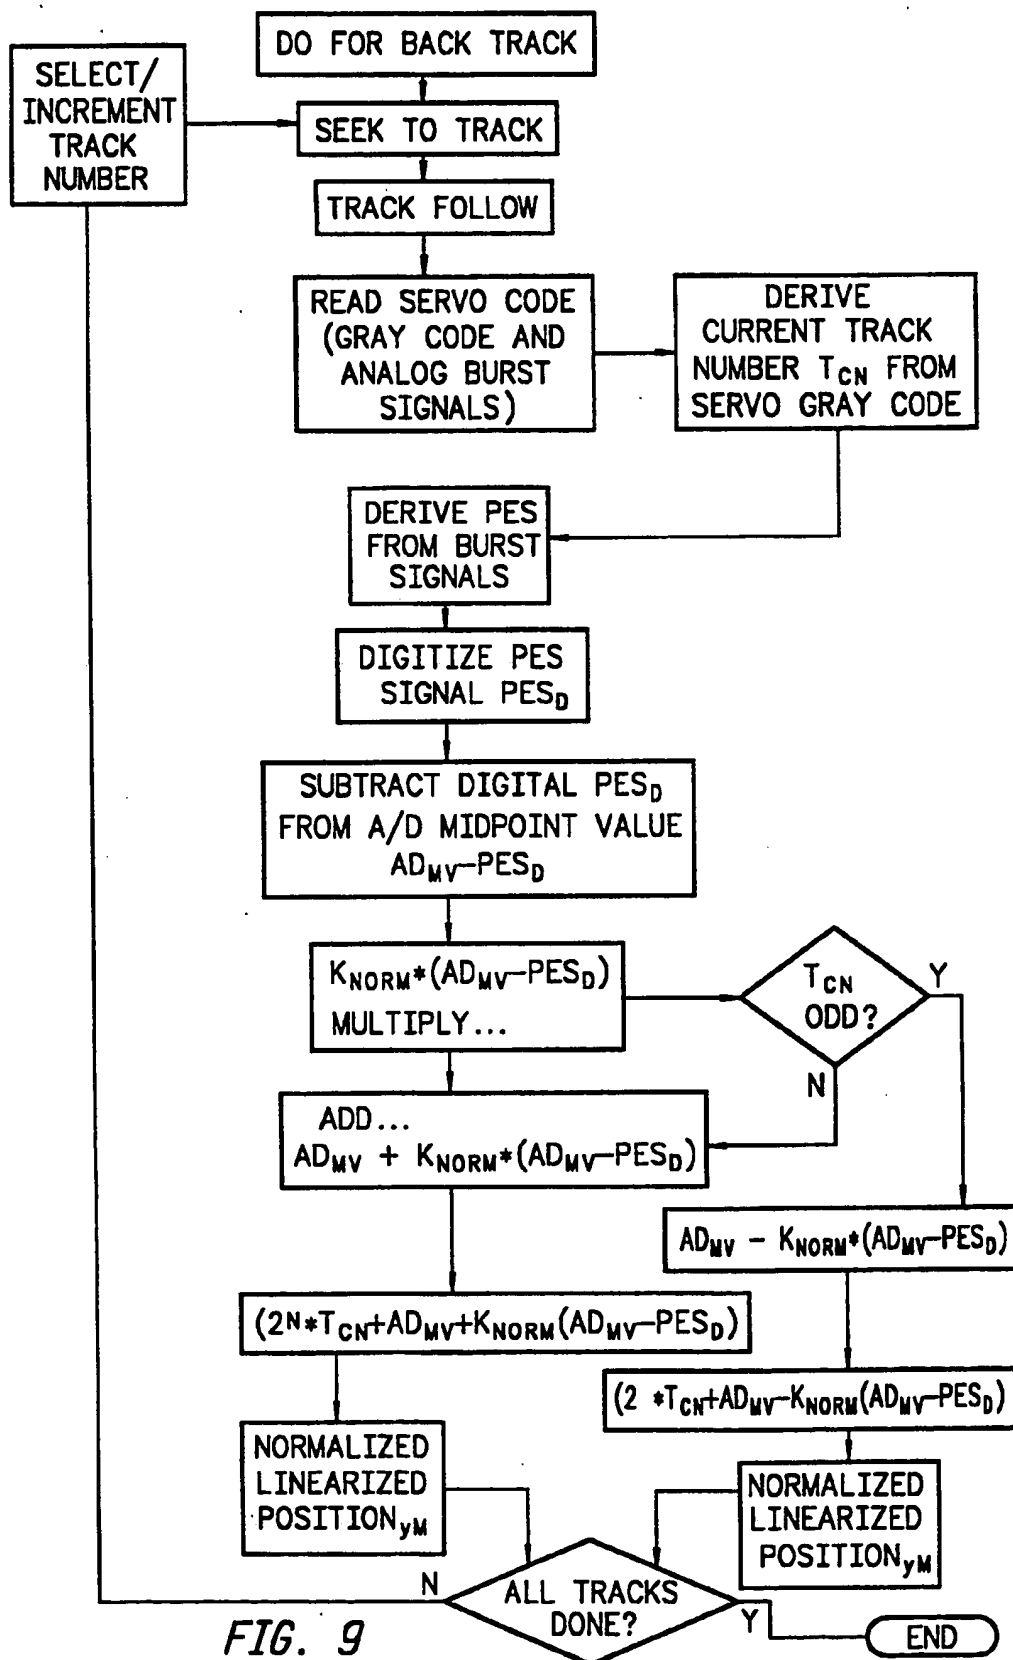 DO FOR BACK TRACK
SELECT/
INCREMENT
TRACK
NUMBER
SEEK TO TRACK
TRACK FOLLOW
READ SERVO CODE
(GRAY CODE AND
ANALOG BURST
SIGNALS)
DERIVE
CURRENT TRACK
NUMBER TCN FROM
SERVO GRAY CODE
DERIVE PES
FROM BURST
SIGNALS
DIGITIZE PES
SIGNAL PESD
SUBTRACT DIGITAL PESD
FROM A/D MIDPOINT VALUE
ADMV-PESD
KNORM*(ADMV-PESD)
MULTIPLY...
TCN
ODD?
Y
N
ADD...
ADMV + KNORM*(ADMV-PESD)
ADMV - KNORM*(ADMV-PESD)
(2N*TCN+ADMV+KNORM(ADMV-PESD)
(2 *TCN+ADMV-KNORM(ADMV-PESD)
NORMALIZED
LINEARIZED
POSITIONyM
NORMALIZED
LINEARIZED
POSITIONyM
N
ALL TRACKS
DONE?
Y
END
FIG. 9